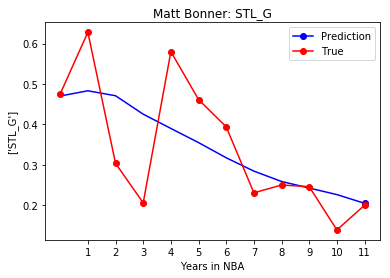 Matt Bonner: STL_G
Prediction
True
0.6
0.5
0.4
0.3
0.2
['STL_G']
1 2 3 4 5 6 7 8 9 10 11
Years in NBA